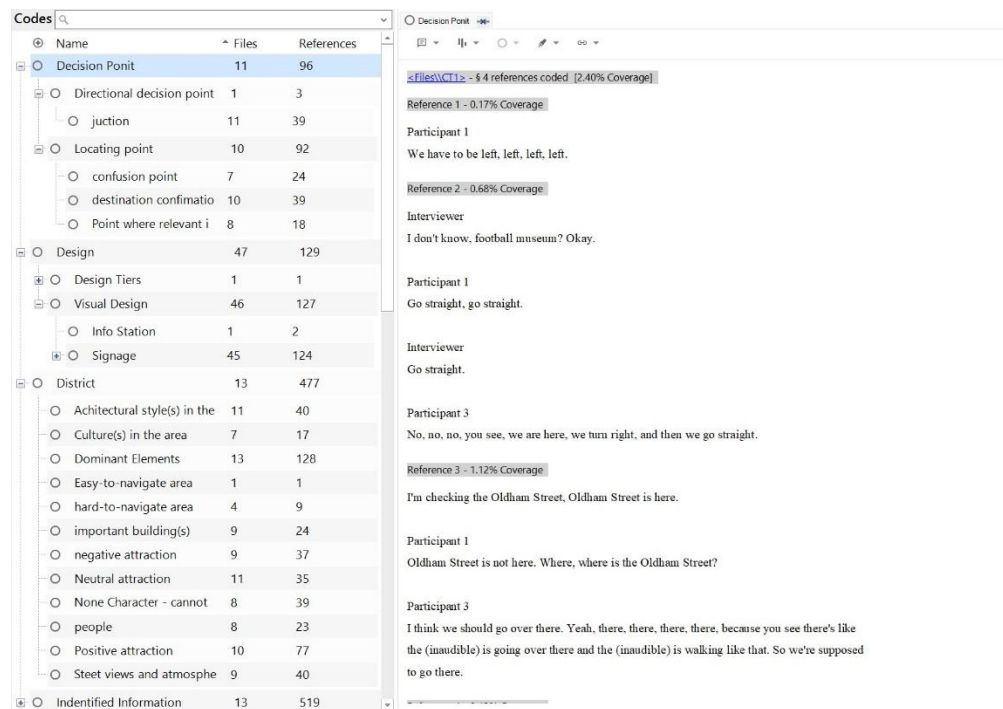 Codes
Name Files References
Decision Ponit 11 96
Directional decision point 1 3
juction 11 39
Locating point 10 92
confusion point 7 24
destination confimatio 10 39
Point where relevant i 8 18
Design 47 129
Design Tiers 1 1
Visual Design 46 127
Info Station 1 2
Signage 45 124
District 13 477
Achitectural style(s) in the 11 40
Culture(s) in the area 7 17
Dominant Elements 13 128
Easy-to-navigate area 1 1
hard-to-navigate area 4 9
important building(s) 9 24
negative attraction 9 37
Neutral attraction 11 35
None Character - cannot 8 39
people 8 23
Positive attraction 10 77
Steet views and atmosphe 9 40
Indentified Information 13 519
Decision Ponit
<Files\\CT1> - § 4 references coded [2.40% Coverage]
Reference 1 - 0.17% Coverage
Participant 1
We have to be left, left, left, left.
Reference 2 - 0.68% Coverage
Interviewer
I don't know, football museum? Okay.
Participant 1
Go straight, go straight.
Interviewer
Go straight.
Participant 3
No, no, no, you see, we are here, we turn right, and then we go straight.
Reference 3 - 1.12% Coverage
I'm checking the Oldham Street, Oldham Street is here.
Participant 1
Oldham Street is not here. Where, where is the Oldham Street?
Participant 3
I think we should go over there. Yeah, there, there, there, there, because you see there's like
the (inaudible) is going over there and the (inaudible) is walking like that. So we're supposed
to go there.